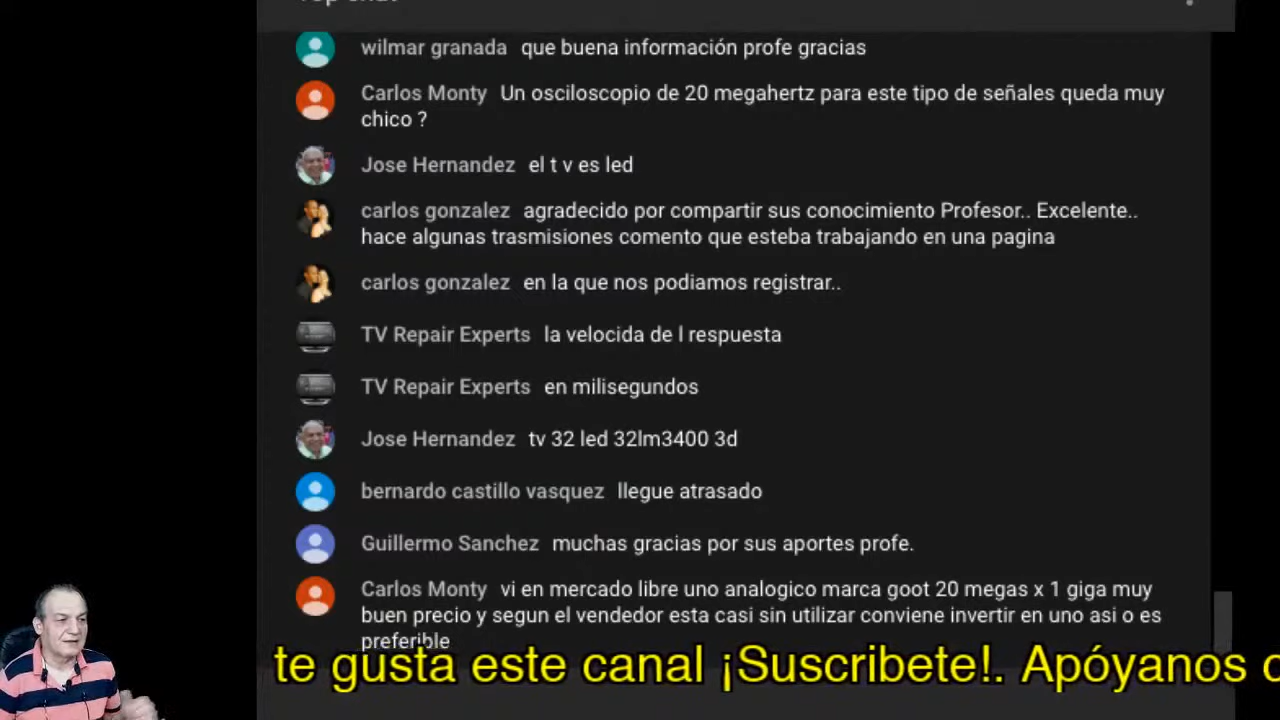 Top chat
wilmar granada que buena información profe gracias
Carlos Monty Un osciloscopio de 20 megahertz para este tipo de señales queda muy
chico ?
Jose Hernandez el t v es led
carlos gonzalez agradecido por compartir sus conocimiento Profesor.. Excelente..
hace algunas trasmisiones comento que esteba trabajando en una pagina
carlos gonzalez en la que nos podiamos registrar..
TV Repair Experts la velocida de l respuesta
TV Repair Experts en milisegundos
Jose Hernandez tv 32 led 32lm3400 3d
bernardo castillo vasquez llegue atrasado
Guillermo Sanchez muchas gracias por sus aportes profe.
Carlos Monty vi en mercado libre uno analogico marca goot 20 megas x 1 giga muy
buen precio y segun el vendedor esta casi sin utilizar conviene invertir en uno asi o es
preferible
te gusta este canal ¡Suscribete!. Apóyanos